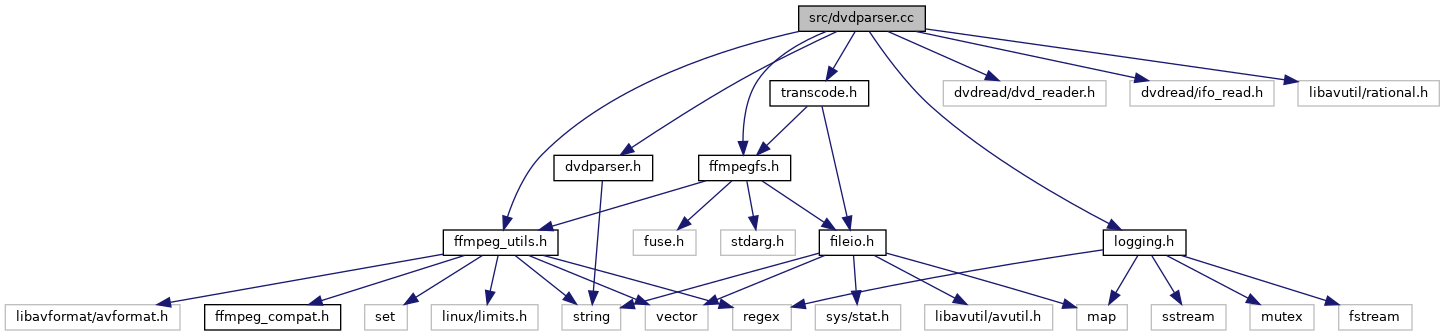 src/dvdparser.cc
transcode.h
dvdread/dvd_reader.h
dvdread/ifo_read.h
libavutil/rational.h
dvdparser.h
ffmpegfs.h
ffmpeg_utils.h
fuse.h
stdarg.h
fileio.h
logging.h
libavformat/avformat.h
ffmpeg_compat.h
set
linux/limits.h
string
vector
regex
sys/stat.h
libavutil/avutil.h
map
sstream
mutex
fstream